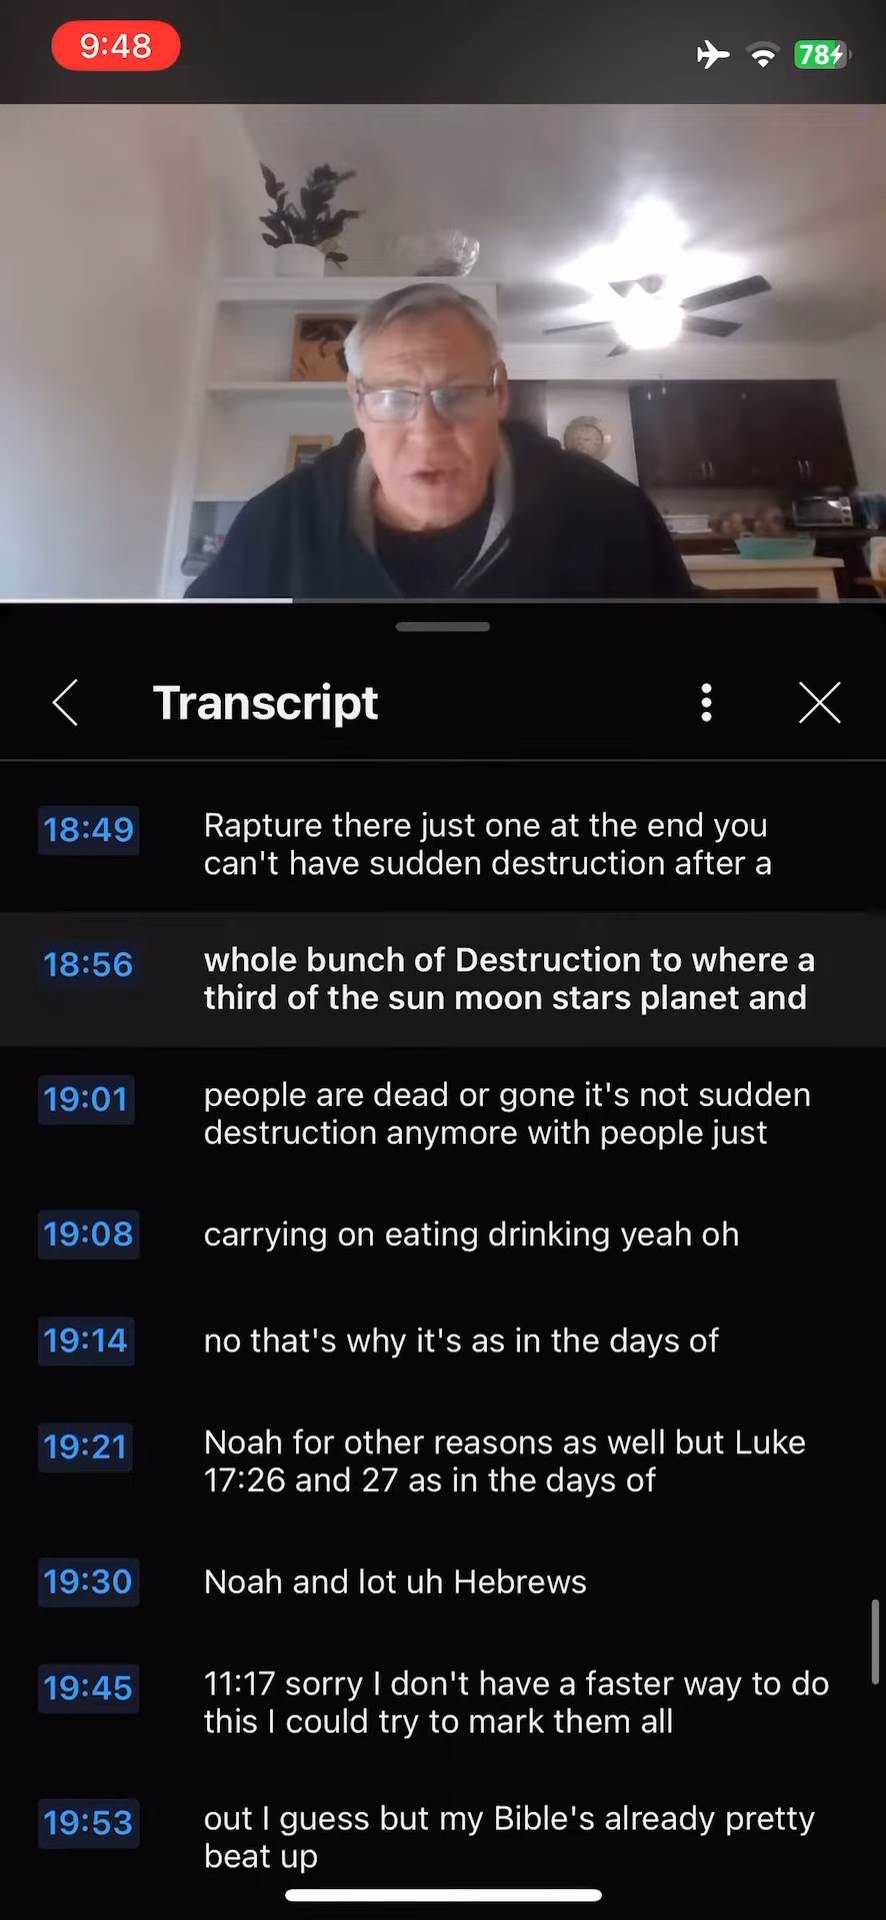 9:48
78
Transcript
18:49
Rapture there just one at the end you
can't have sudden destruction after a
18:56
whole bunch of Destruction to where a
third of the sun moon stars planet and
19:01
people are dead or gone it's not sudden
destruction anymore with people just
19:08
carrying on eating drinking yeah oh
19:14
no that's why it's as in the days of
19:21
Noah for other reasons as well but Luke
17:26 and 27 as in the days of
19:30
Noah and lot uh Hebrews
19:45
11:17 sorry I don't have a faster way to do
this I could try to mark them all
19:53
out I guess but my Bible's already pretty
beat up